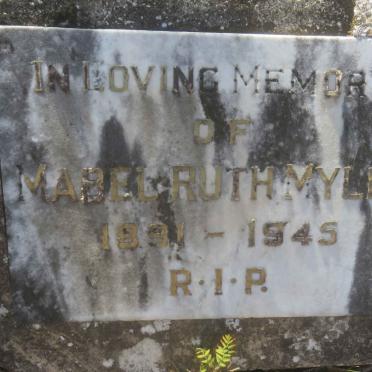 IN LOVING MEMORY
OF
MABEL RUTH
1891 - 1945
R·I·P.